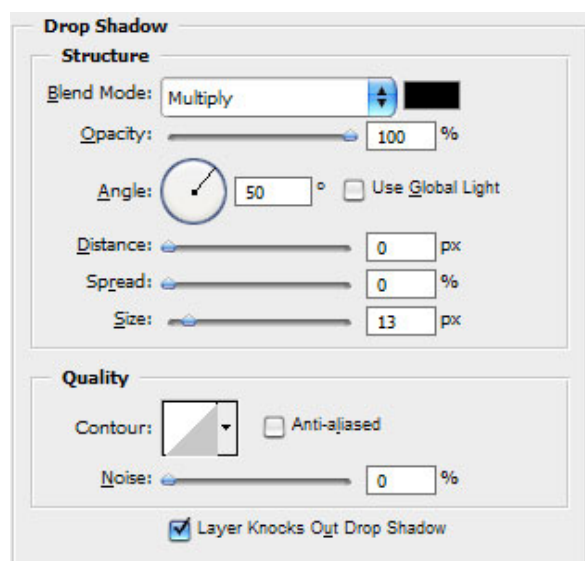 Drop Shadow
Structure
Blend Mode: Multiply
Opacity: 100 %
Angle: 50 ° Use Global Light
Distance: 0 px
Spread: 0 %
Size: 13 px
Quality
Contour: Anti-aliased
Noise: 0 %
Layer Knocks Out Drop Shadow